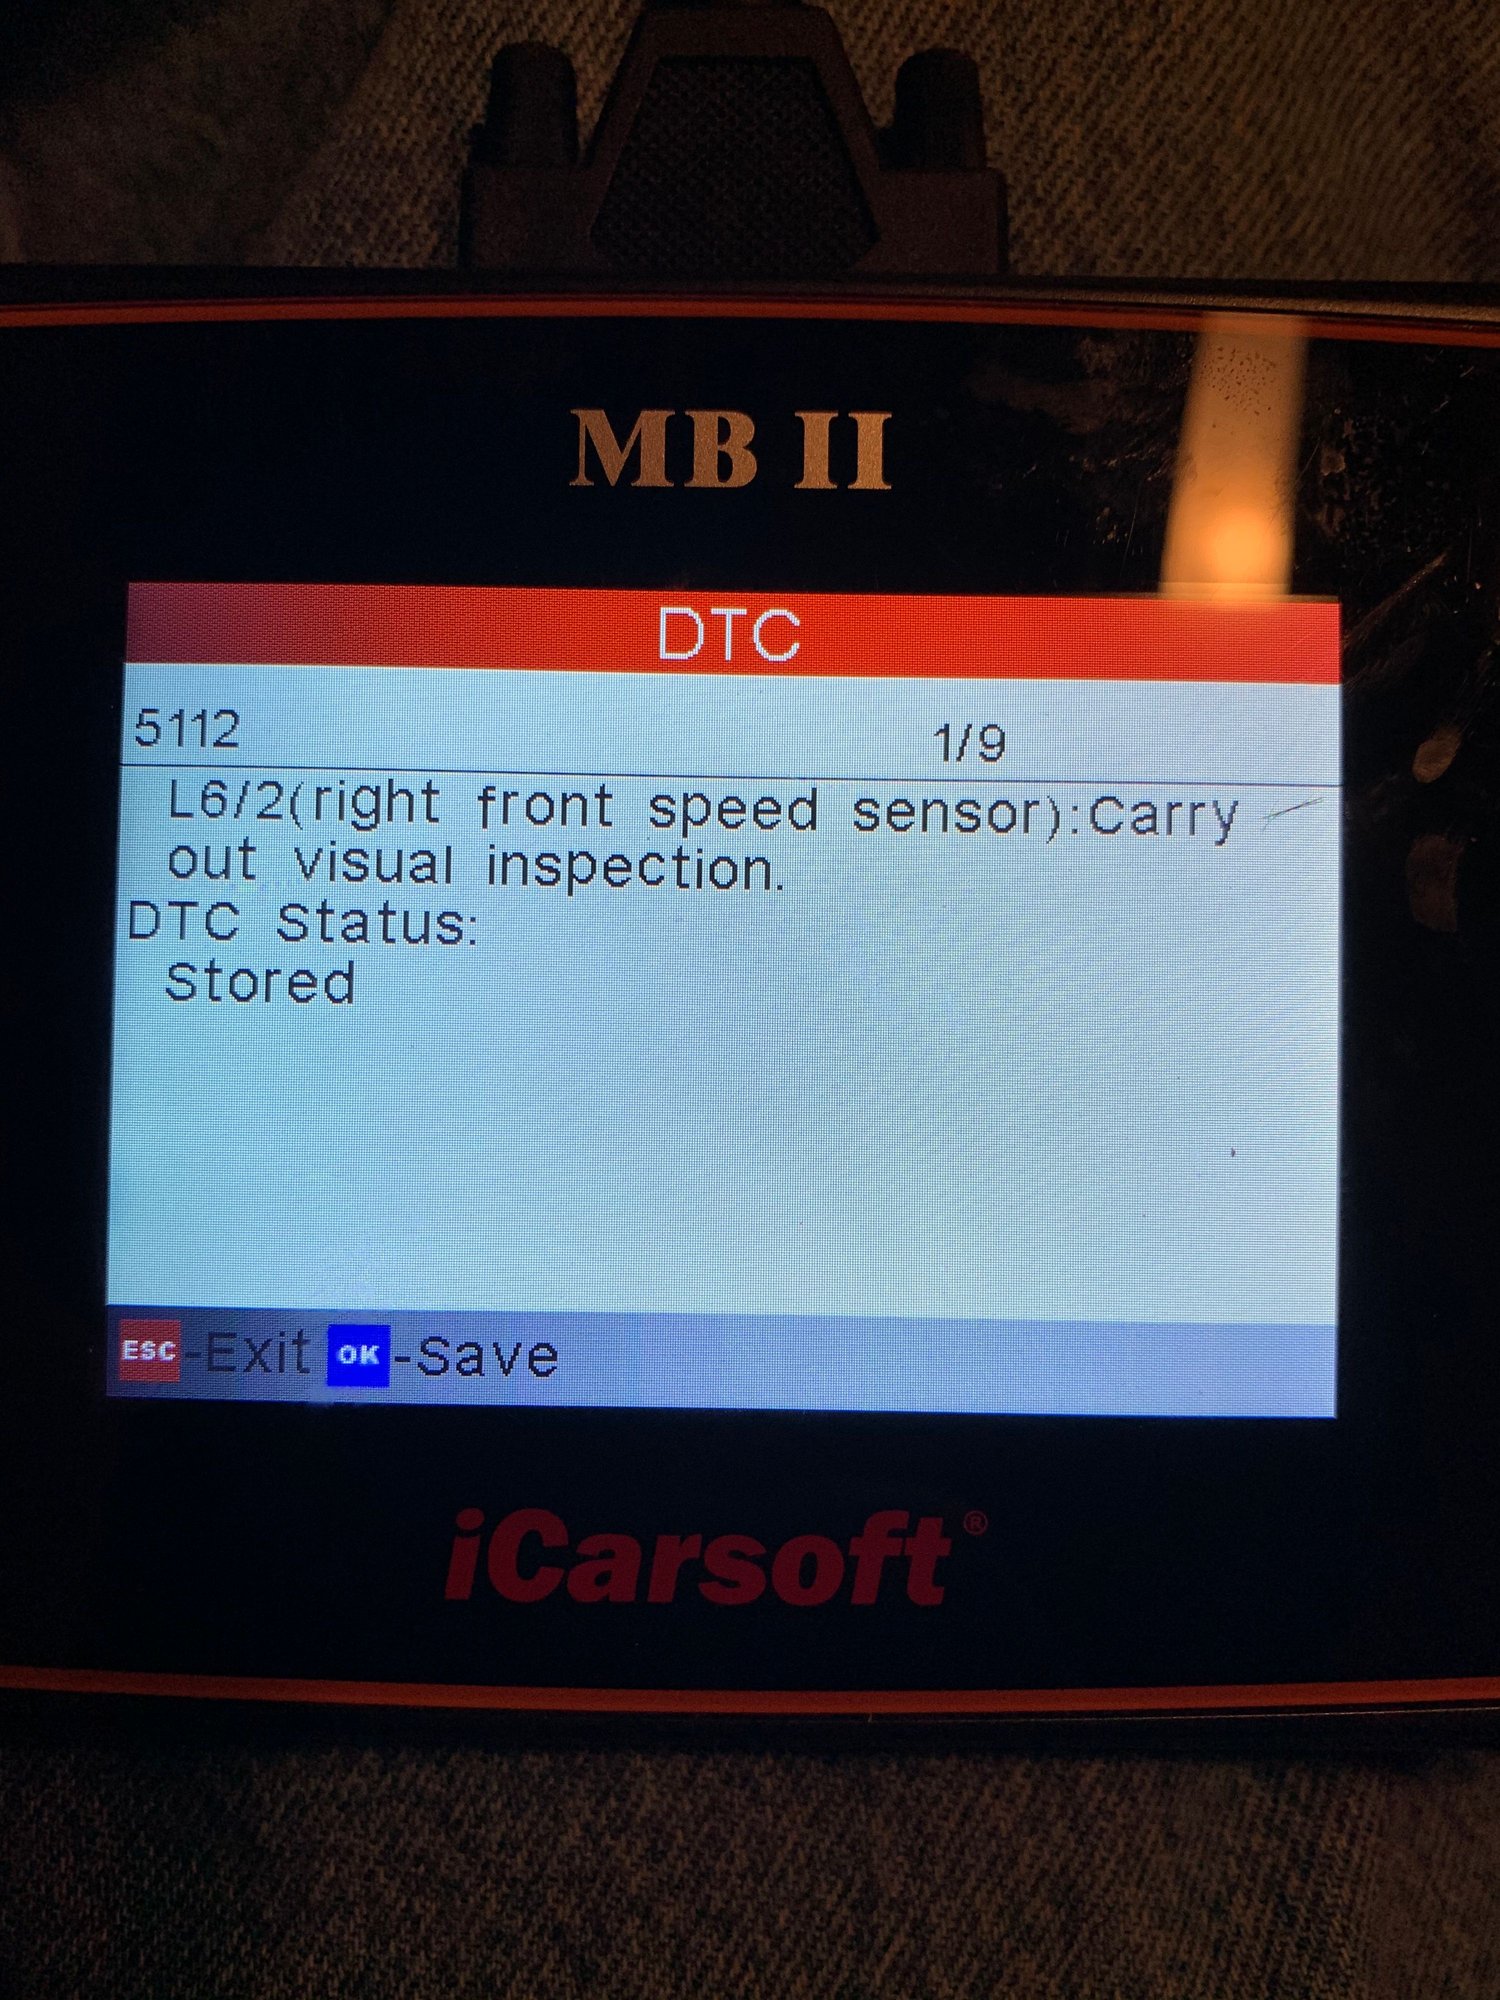 MB II
DTC
5112 1/9
L6/2(right front speed sensor):Carry
out visual inspection.
DTC Status:
Stored
ESC-Exit OK-Save
iCarsoft®